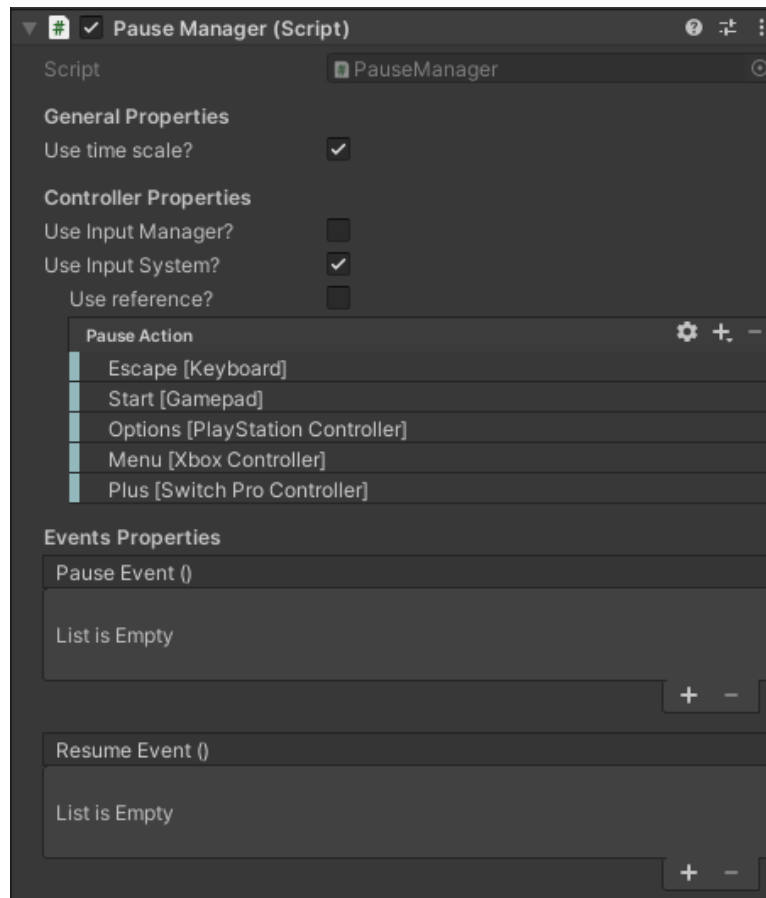 Pause Manager (Script)
Script PauseManager
General Properties
Use time scale?
Controller Properties
Use Input Manager?
Use Input System?
Use reference?
Pause Action
Escape [Keyboard]
Start [Gamepad]
Options [PlayStation Controller]
Menu [Xbox Controller]
Plus [Switch Pro Controller]
Events Properties
Pause Event ()
List is Empty
Resume Event ()
List is Empty